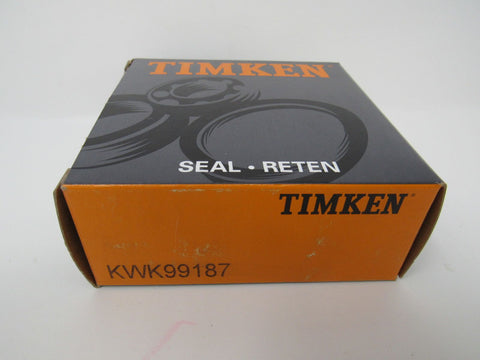 TIMKEN
SEAL • RETEN
TIMKEN
KWK99187